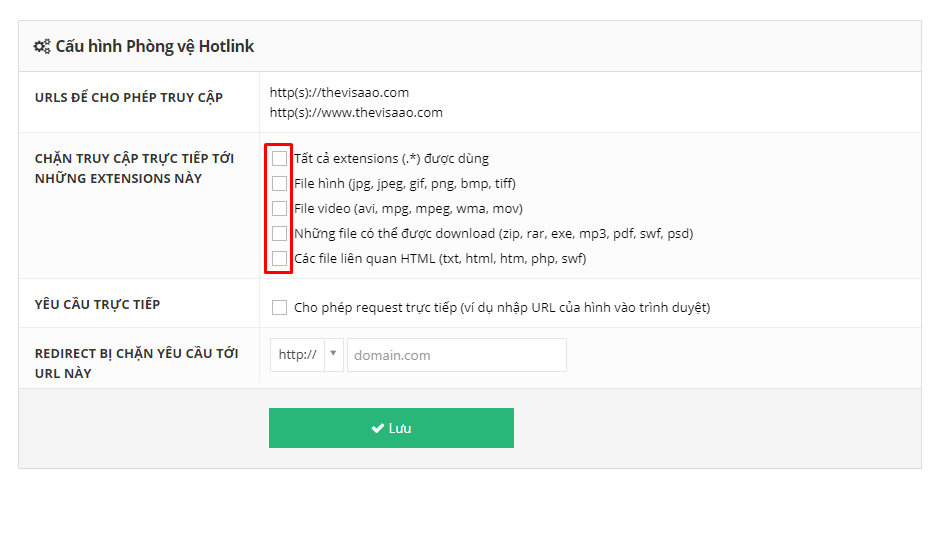 Cấu hình Phòng vệ Hotlink
URLS ĐỂ CHO PHÉP TRUY CẬP
http(s)://thevisaao.com
http(s)://www.thevisaao.com
CHẶN TRUY CẬP TRỰC TIẾP TỚI
NHỮNG EXTENSIONS NÀY
Tất cả extensions (.*) được dùng
File hình (jpg, jpeg, gif, png, bmp, tiff)
File video (avi, mpg, mpeg, wma, mov)
Những file có thể được download (zip, rar, exe, mp3, pdf, swf, psd)
Các file liên quan HTML (txt, html, htm, php, swf)
YÊU CẦU TRỰC TIẾP
Cho phép request trực tiếp (ví dụ nhập URL của hình vào trình duyệt)
REDIRECT BỊ CHẶN YÊU CẦU TỚI
URL NÀY
http://
domain.com
Lưu